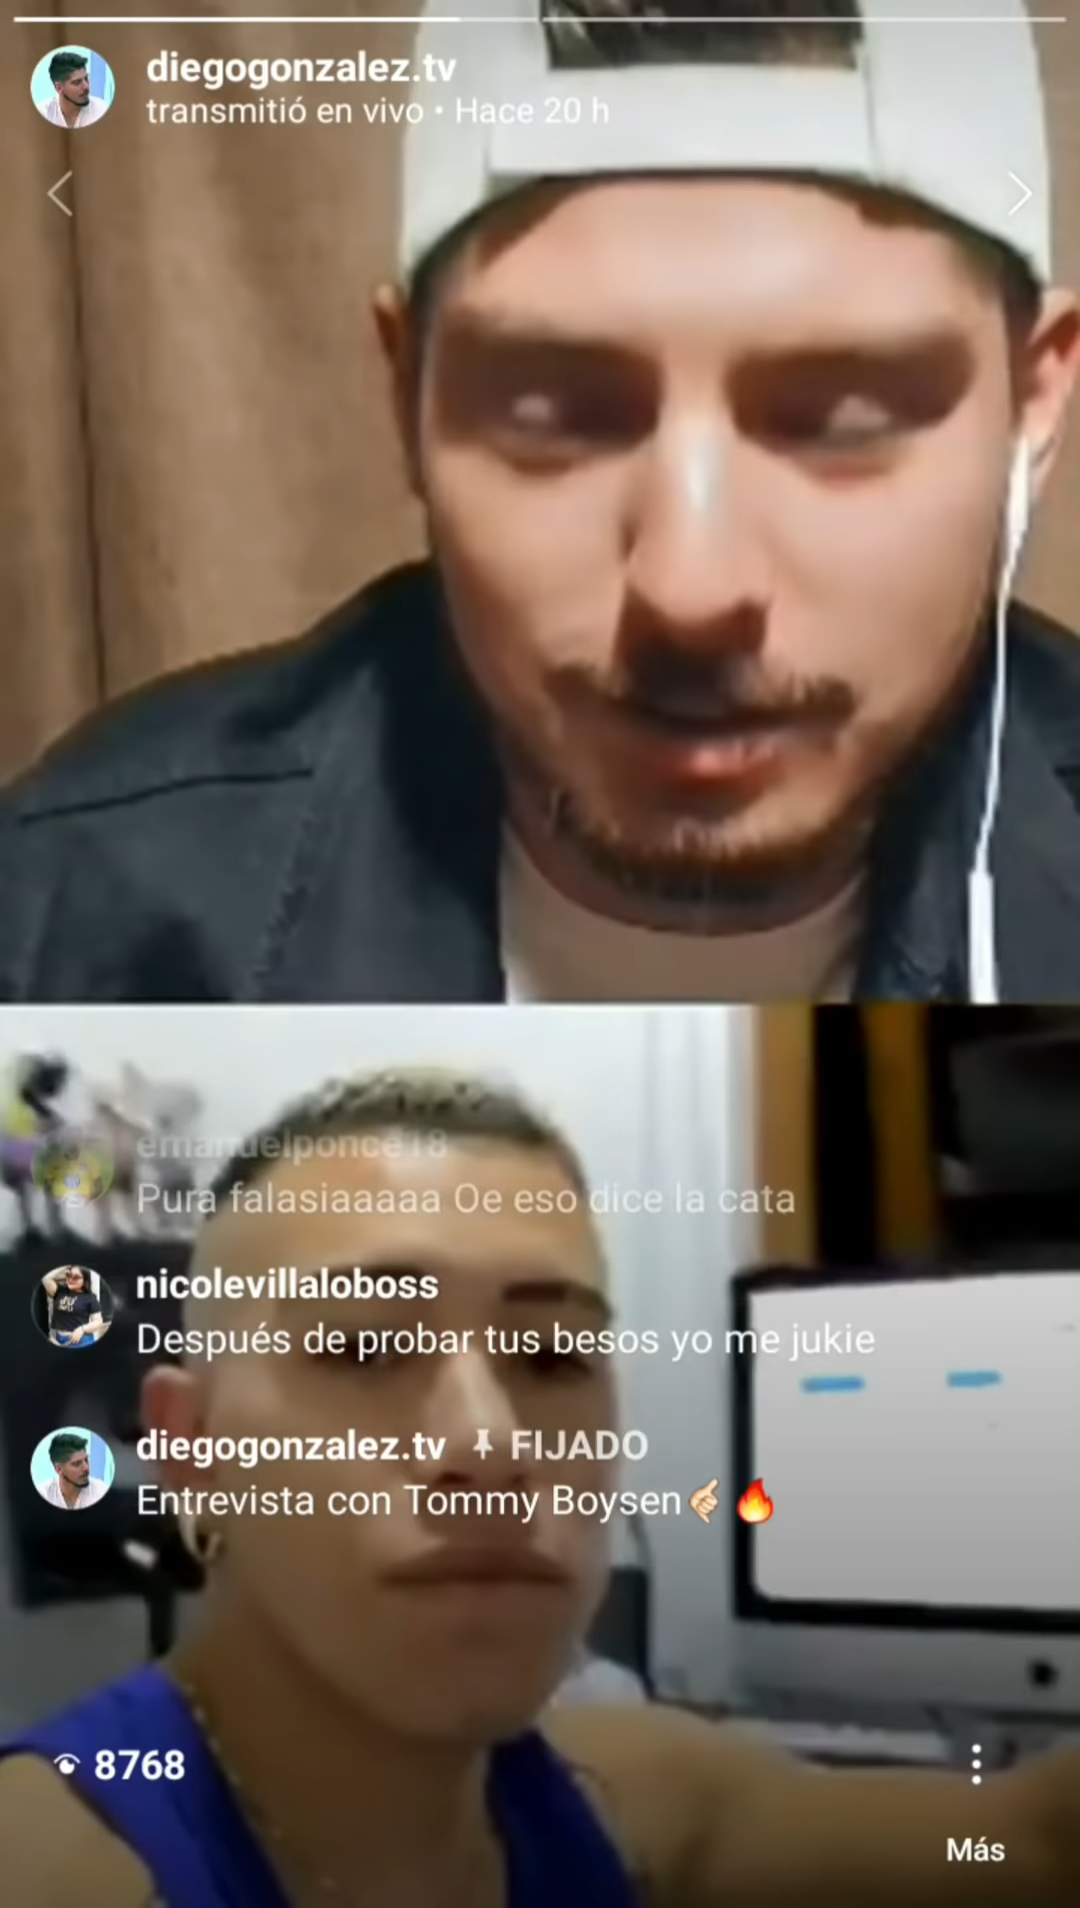 diegogonzalez.tv
transmitió en vivo • Hace 20 h
emanuelponce18
Pura falasiaaaaa Oe eso dice la cata
nicolevillaloboss
Después de probar tus besos yo me jukie
diegogonzalez.tv FIJADO
Entrevista con Tommy Boysen🤙🏻🔥
8768
Más